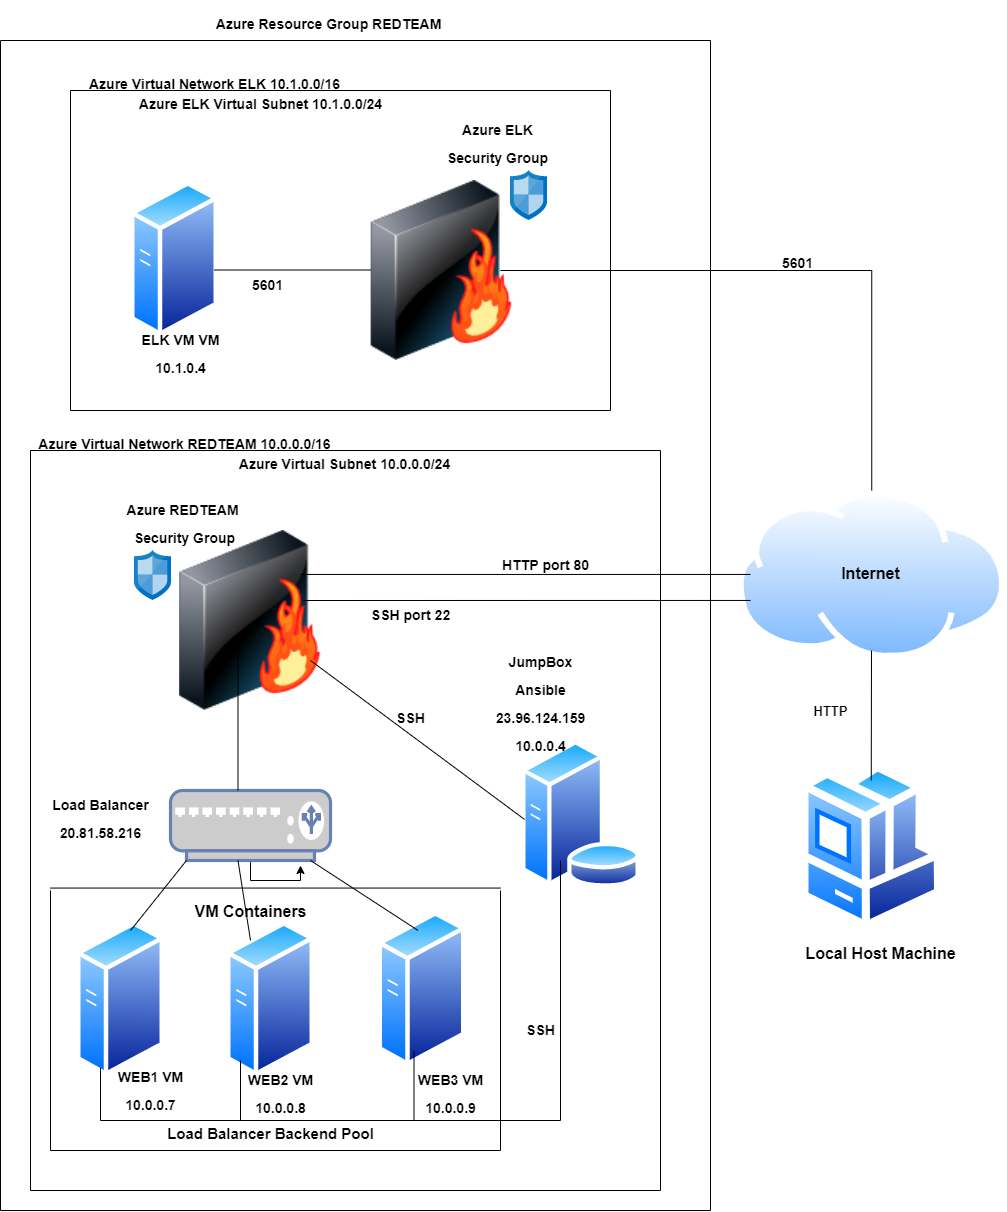 Azure Resource Group REDTEAM
Azure Virtual Network ELK 10.1.0.0/16
Azure ELK Virtual Subnet 10.1.0.0/24
Azure ELK
Security Group
5601
5601
ELK VM VM
10.1.0.4
Azure Virtual Network REDTEAM 10.0.0.0/16
Azure Virtual Subnet 10.0.0.0/24
Azure REDTEAM
Security Group
HTTP port 80
Internet
SSH port 22
JumpBox
Ansible
23.96.124.159
10.0.0.4
SSH
HTTP
Load Balancer
20.81.58.216
VM Containers
Local Host Machine
SSH
WEB1 VM
10.0.0.7
WEB2 VM
10.0.0.8
WEB3 VM
10.0.0.9
Load Balancer Backend Pool